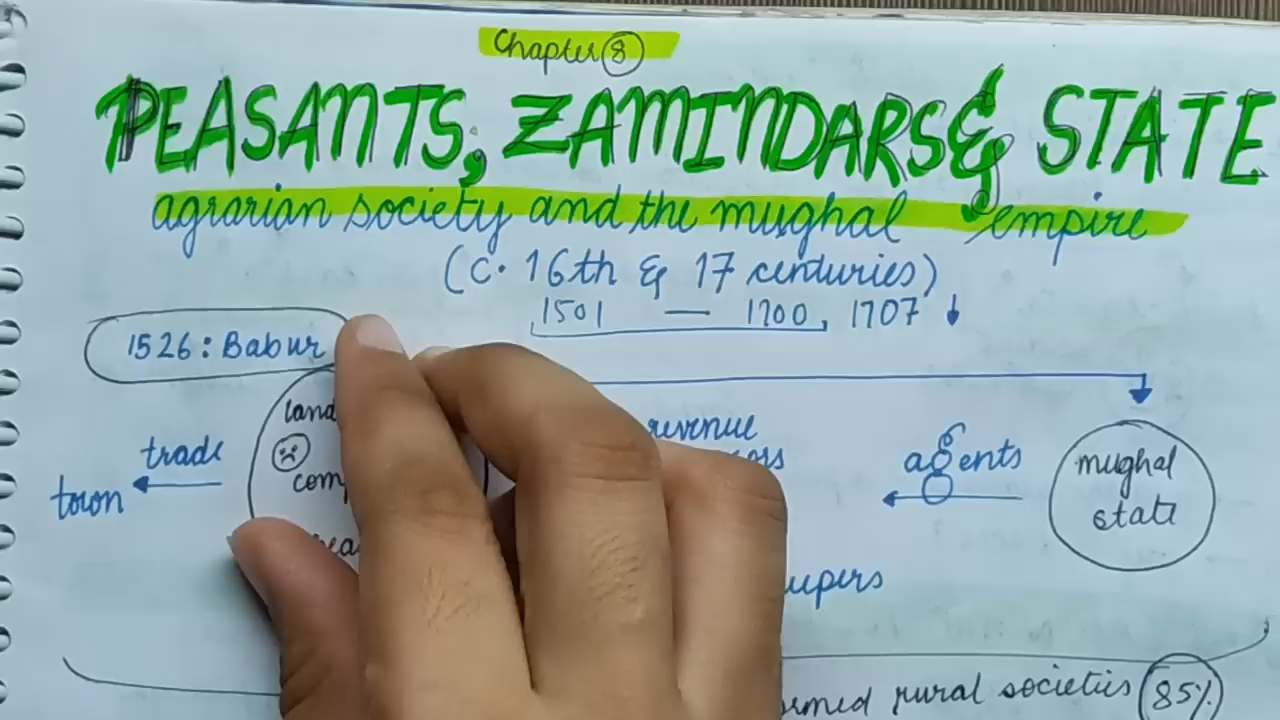 Chapter 8
PEASANTS, ZAMINDARS & STATE
agrarian society and the mughal empire
(c. 16th & 17 centuries)
1501 — 1700, 1707 ↓
1526: Babur
land
revenue
trade
agents
mughal
town
state
rural societies 85%